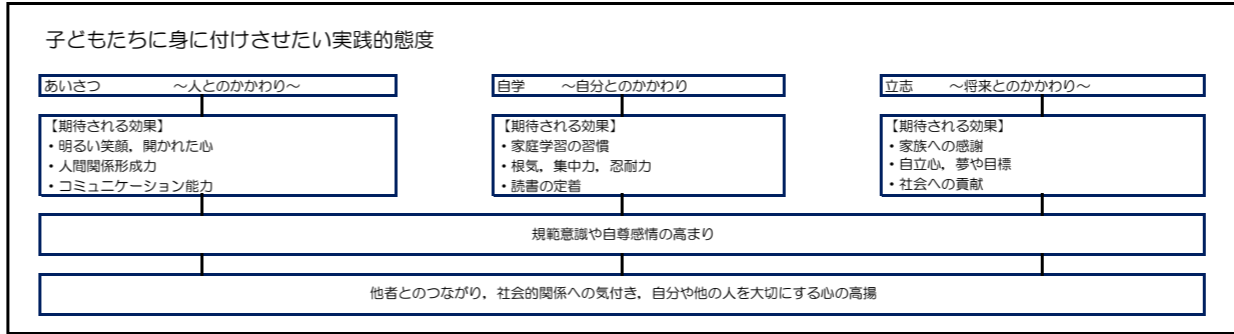 子どもたちに身に付けさせたい実践的態度
あいさつ　　～人とのかかわり～
【期待される効果】
・明るい笑顔，開かれた心
・人間関係形成力
・コミュニケーション能力
自学　～自分とのかかわり
【期待される効果】
・家庭学習の習慣
・根気，集中力，忍耐力
・読書の定着
立志　～将来とのかかわり～
【期待される効果】
・家族への感謝
・自立心，夢や目標
・社会への貢献
規範意識や自尊感情の高まり
他者とのつながり，社会的関係への気付き，自分や他の人を大切にする心の高揚